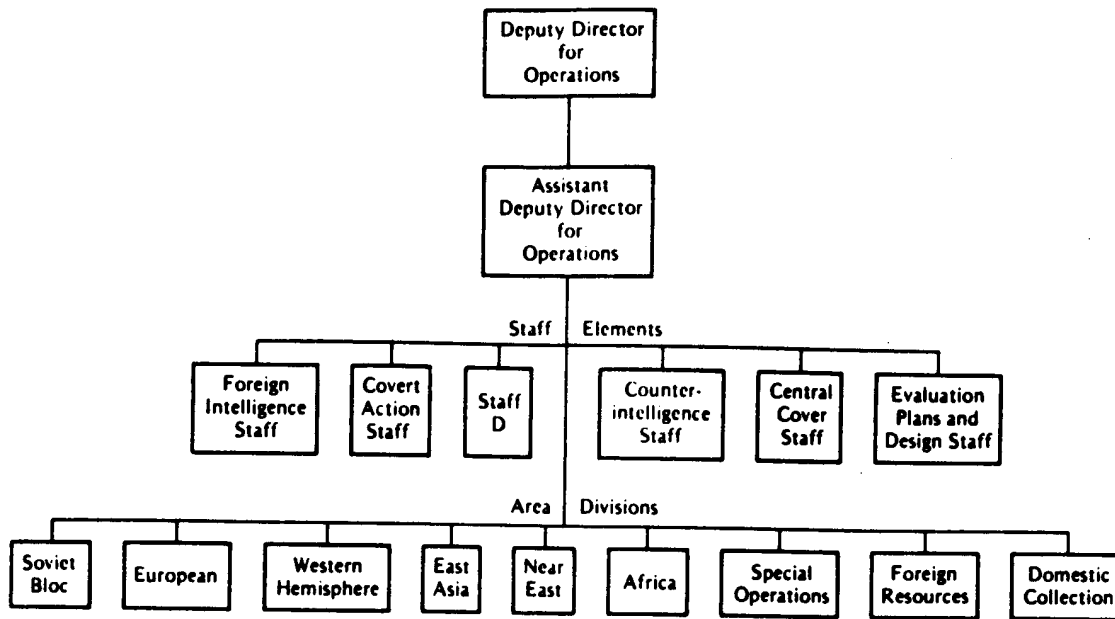 Deputy Director
for
Operations
Assistant
Deputy Director
for
Operations
Staff Elements
Foreign
Intelligence
Staff
Covert
Action
Staff
Staff
D
Counter-
intelligence
Staff
Central
Cover
Staff
Evaluation
Plans and
Design Staff
Area Divisions
Soviet
Bloc
European
Western
Hemisphere
East
Asia
Near
East
Africa
Special
Operations
Foreign
Resources
Domestic
Collection